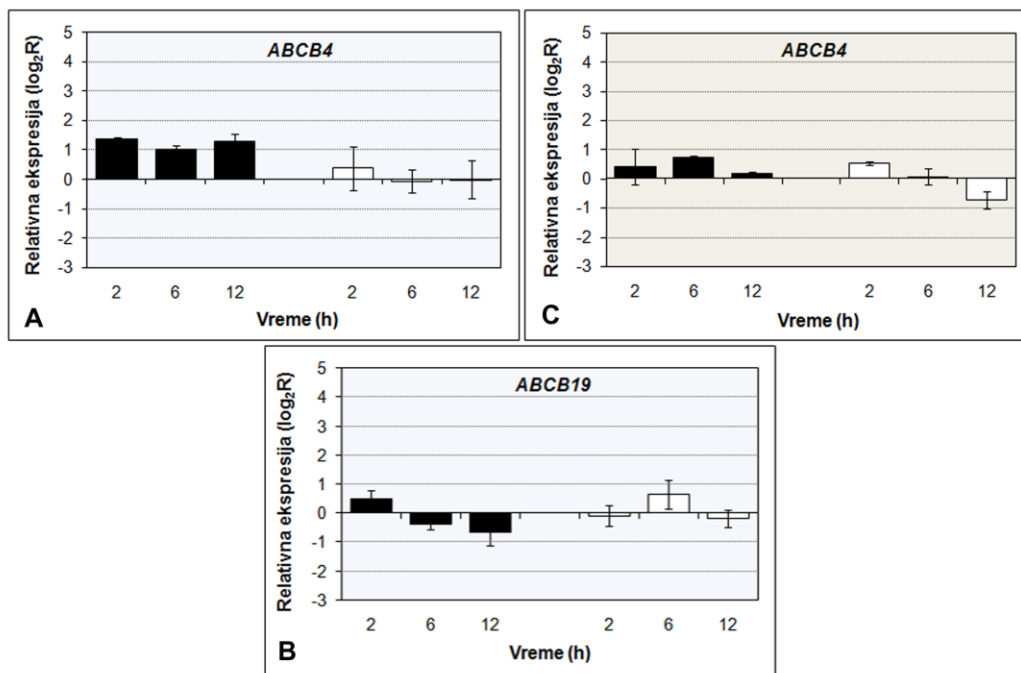 ABCB4
Relativna ekspresija (log₂R)
5
4
3
2
1
0
-1
-2
-3
2 6 12 2 6 12
Vreme (h)
A
ABCB4
Relativna ekspresija (log₂R)
5
4
3
2
1
0
-1
-2
-3
2 6 12 2 6 12
Vreme (h)
C
ABCB19
Relativna ekspresija (log₂R)
5
4
3
2
1
0
-1
-2
-3
2 6 12 2 6 12
Vreme (h)
B